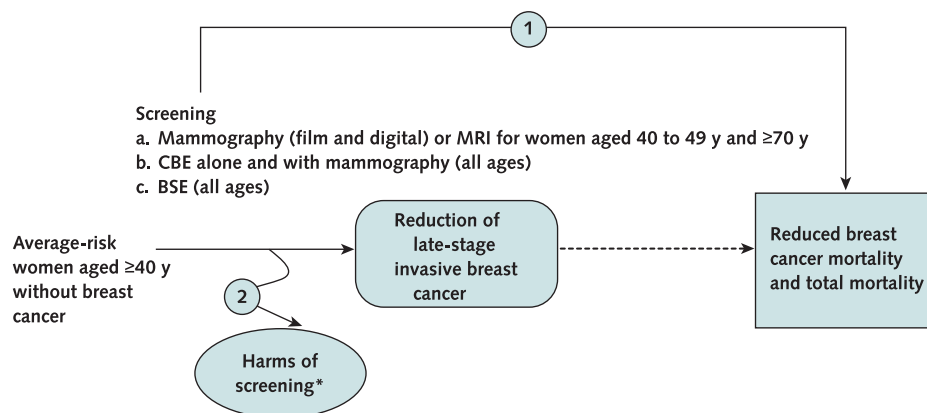 1
Screening
a. Mammography (film and digital) or MRI for women aged 40 to 49 y and ≥70 y
b. CBE alone and with mammography (all ages)
c. BSE (all ages)
Average-risk
women aged ≥40 y
without breast
cancer
Reduction of
late-stage
invasive breast
cancer
Reduced breast
cancer mortality
and total mortality
2
Harms of
screening*